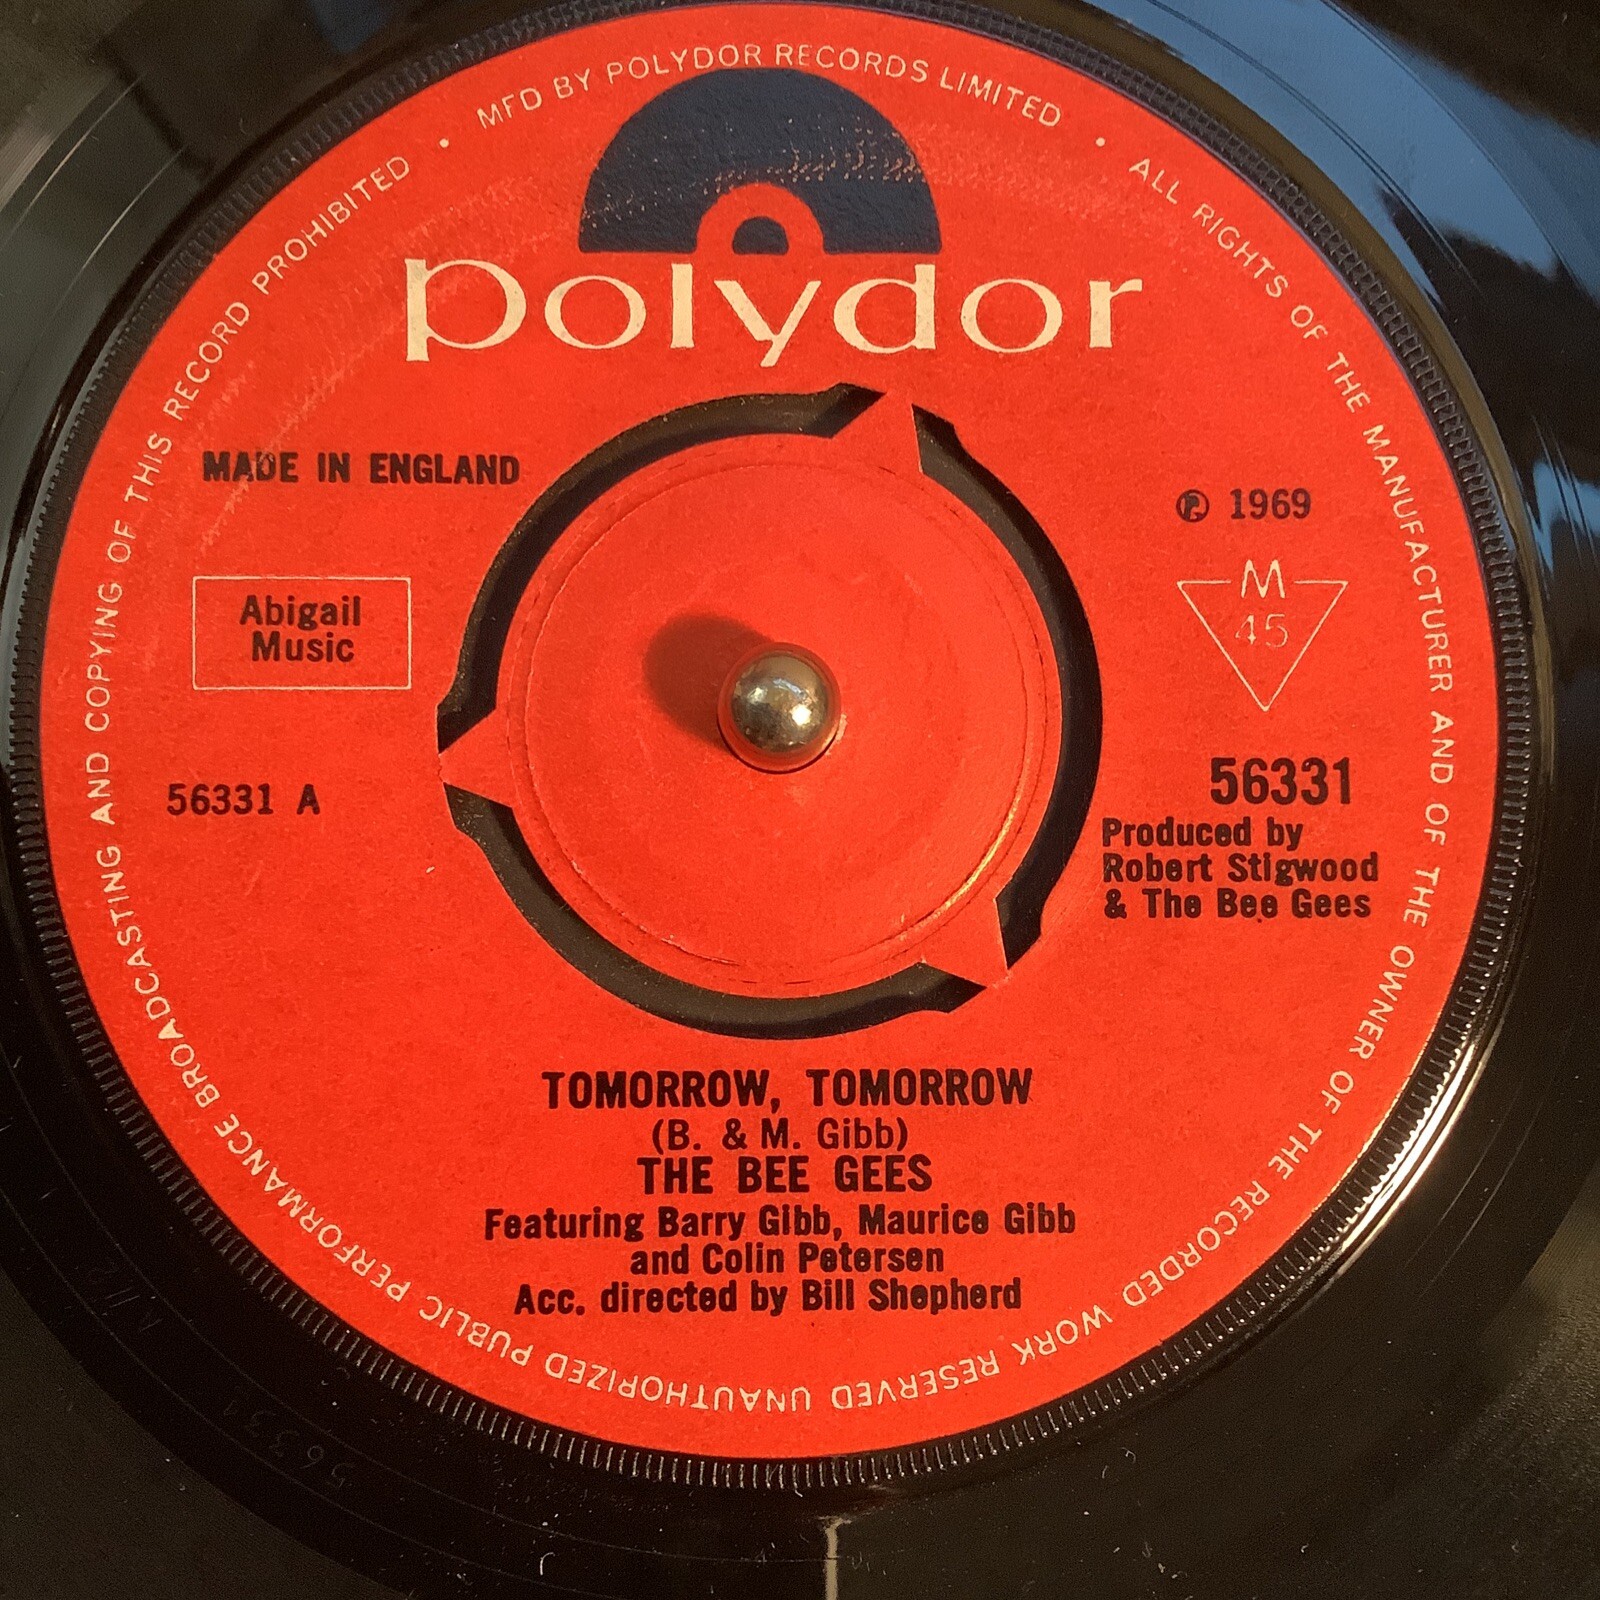 MFD BY POLYDOR RECORDS LIMITED • ALL RIGHTS OF THE MANUFACTURER AND OF THE OWNER OF THE RECORDED WORK RESERVED UNAUTHORIZED PUBLIC PERFORMANCE BROADCASTING AND COPYING OF THIS RECORD PROHIBITED •
polydor
MADE IN ENGLAND
℗ 1969
Abigail
Music
M
45
56331 A
56331
Produced by
Robert Stigwood
& The Bee Gees
TOMORROW, TOMORROW
(B. & M. Gibb)
THE BEE GEES
Featuring Barry Gibb, Maurice Gibb
and Colin Petersen
Acc. directed by Bill Shepherd
56331